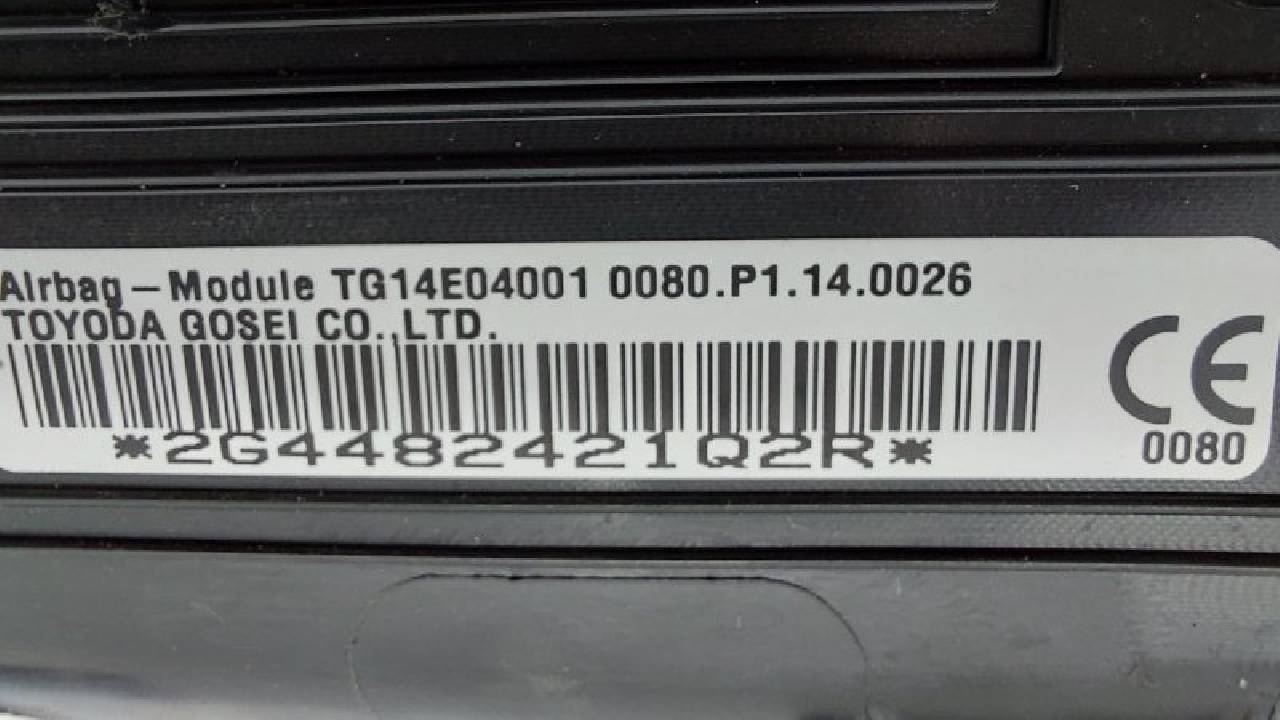 Airbag-Module TG14E04001 0080.P1.14.0026
TOYODA GOSEI CO.,LTD.
CE
*2G4482421Q2R*
0080